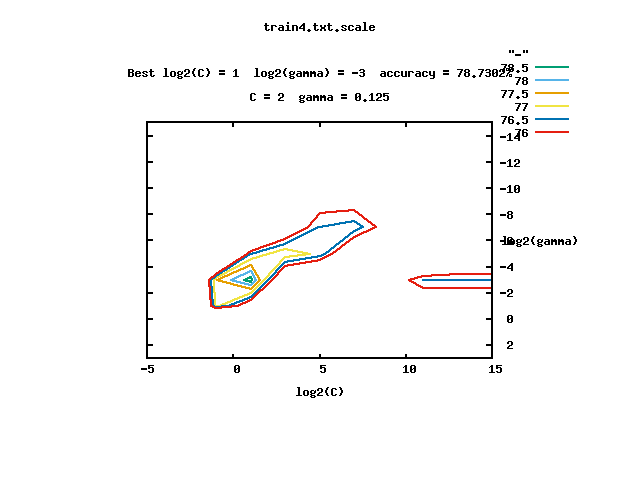 train4.txt.scale
"-"
Best log2(C) = 1 log2(gamma) = -3 accuracy = 78.7302%
78.5
78
C = 2 gamma = 0.125
77.5
77
76.5
76
-14
-12
-10
-8
-6
log2(gamma)
-4
-2
0
2
-5 0 5 10 15
log2(C)